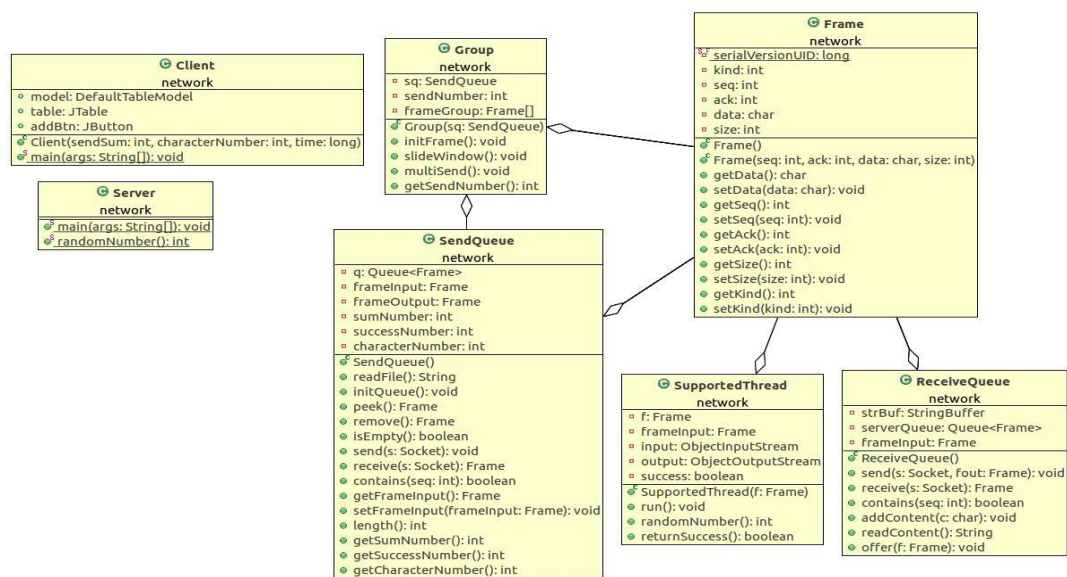 Client
network
model: DefaultTableModel
table: JTable
addBtn: JButton
Client(sendSum: int, characterNumber: int, time: long)
main(args: String[]): void
Server
network
main(args: String[]): void
randomNumber(): int
Group
network
sq: SendQueue
sendNumber: int
frameGroup: Frame[]
Group(sq: SendQueue)
initFrame(): void
slideWindow(): void
multiSend(): void
getSendNumber(): int
SendQueue
network
q: Queue<Frame>
frameInput: Frame
frameOutput: Frame
sumNumber: int
successNumber: int
characterNumber: int
SendQueue()
readFile(): String
initQueue(): void
peek(): Frame
remove(): Frame
isEmpty(): boolean
send(s: Socket): void
receive(s: Socket): Frame
contains(seq: int): boolean
getFrameInput(): Frame
setFrameInput(frameInput: Frame): void
length(): int
getSumNumber(): int
getSuccessNumber(): int
getCharacterNumber(): int
Frame
network
serialVersionUID: long
kind: int
seq: int
ack: int
data: char
size: int
Frame()
Frame(seq: int, ack: int, data: char, size: int)
getData(): char
setData(data: char): void
getSeq(): int
setSeq(seq: int): void
getAck(): int
setAck(ack: int): void
getSize(): int
setSize(size: int): void
getKind(): int
setKind(kind: int): void
SupportedThread
network
f: Frame
frameInput: Frame
input: ObjectInputStream
output: ObjectOutputStream
success: boolean
SupportedThread(f: Frame)
run(): void
randomNumber(): int
returnSuccess(): boolean
ReceiveQueue
network
strBuf: StringBuffer
serverQueue: Queue<Frame>
frameInput: Frame
ReceiveQueue()
send(s: Socket, fout: Frame): void
receive(s: Socket): Frame
contains(seq: int): boolean
addContent(c: char): void
readContent(): String
offer(f: Frame): void